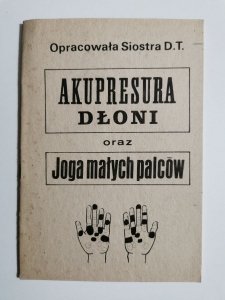 Opracowała Siostra D.T.
AKUPRESURA
DŁONI
oraz
Joga małych palców